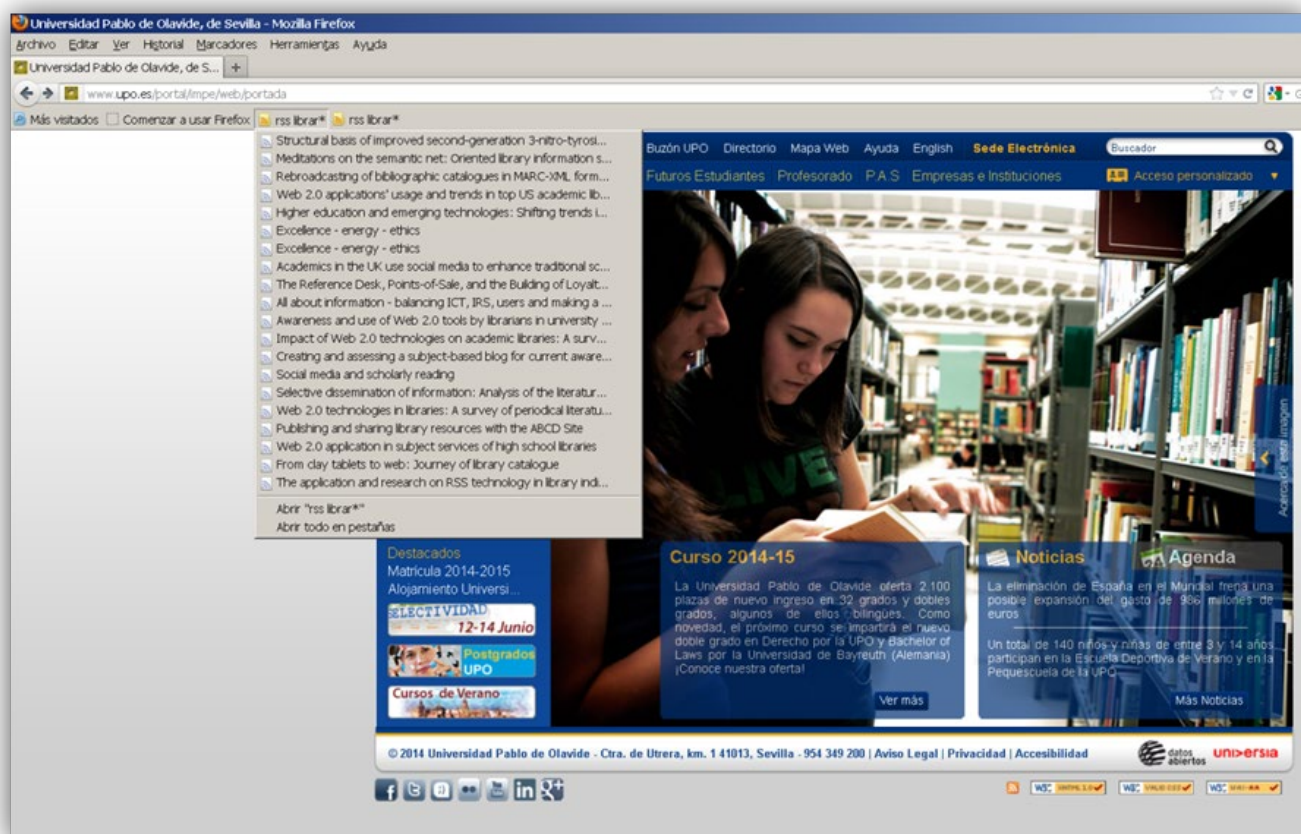 Universidad Pablo de Olavide, de Sevilla - Mozilla Firefox
Archivo Editar Ver Historial Marcadores Herramientas Ayuda
Universidad Pablo de Olavide, de S... +
www.upo.es/portal/impe/web/portada
Más visitados Comenzar a usar Firefox rss librar* rss librar*
Structural basis of improved second-generation 3-nitro-tyrosi...
Meditations on the semantic net: Oriented library information s...
Rebroadcasting of bibliographic catalogues in MARC-XML form...
Web 2.0 applications' usage and trends in top US academic lib...
Higher education and emerging technologies: Shifting trends i...
Excellence - energy - ethics
Excellence - energy - ethics
Academics in the UK use social media to enhance traditional sc...
The Reference Desk, Points-of-Sale, and the Building of Loyalt...
All about information - balancing ICT, IRS, users and making a ...
Awareness and use of Web 2.0 tools by librarians in university ...
Impact of Web 2.0 technologies on academic libraries: A surv...
Creating and assessing a subject-based blog for current aware...
Social media and scholarly reading
Selective dissemination of information: Analysis of the literatur...
Web 2.0 technologies in libraries: A survey of periodical literatu...
Publishing and sharing library resources with the ABCD Site
Web 2.0 application in subject services of high school libraries
From clay tablets to web: Journey of library catalogue
The application and research on RSS technology in library indi...
Abrir "rss librar*"
Abrir todo en pestañas
Buzón UPO Directorio Mapa Web Ayuda English Sede Electrónica Buscador
Futuros Estudiantes Profesorado P.A.S Empresas e Instituciones Acceso personalizado
Acerca de esta imagen
LIVE
Destacados
Matrícula 2014-2015
Alojamiento Universi...
SELECTIVIDAD
12-14 Junio
Postgrados
UPO
Cursos de Verano
Curso 2014-15
La Universidad Pablo de Olavide oferta 2.100
plazas de nuevo ingreso en 32 grados y dobles
grados, algunos de ellos bilingües. Como
novedad, el próximo curso se impartirá el nuevo
doble grado en Derecho por la UPO y Bachelor of
Laws por la Universidad de Bayreuth (Alemania)
¡Conoce nuestra oferta!
Ver más
Noticias Agenda
La eliminación de España en el Mundial frena una
posible expansión del gasto de 986 millones de
euros
Un total de 140 niños y niñas de entre 3 y 14 años
participan en la Escuela Deportiva de Verano y en la
Pequescuela de la UPO
Más Noticias
© 2014 Universidad Pablo de Olavide - Ctra. de Utrera, km. 1 41013, Sevilla - 954 349 200 | Aviso Legal | Privacidad | Accesibilidad
datos
abiertos
universia
W3C XHTML 1.0 W3C VALID CSS W3C WAI-AA